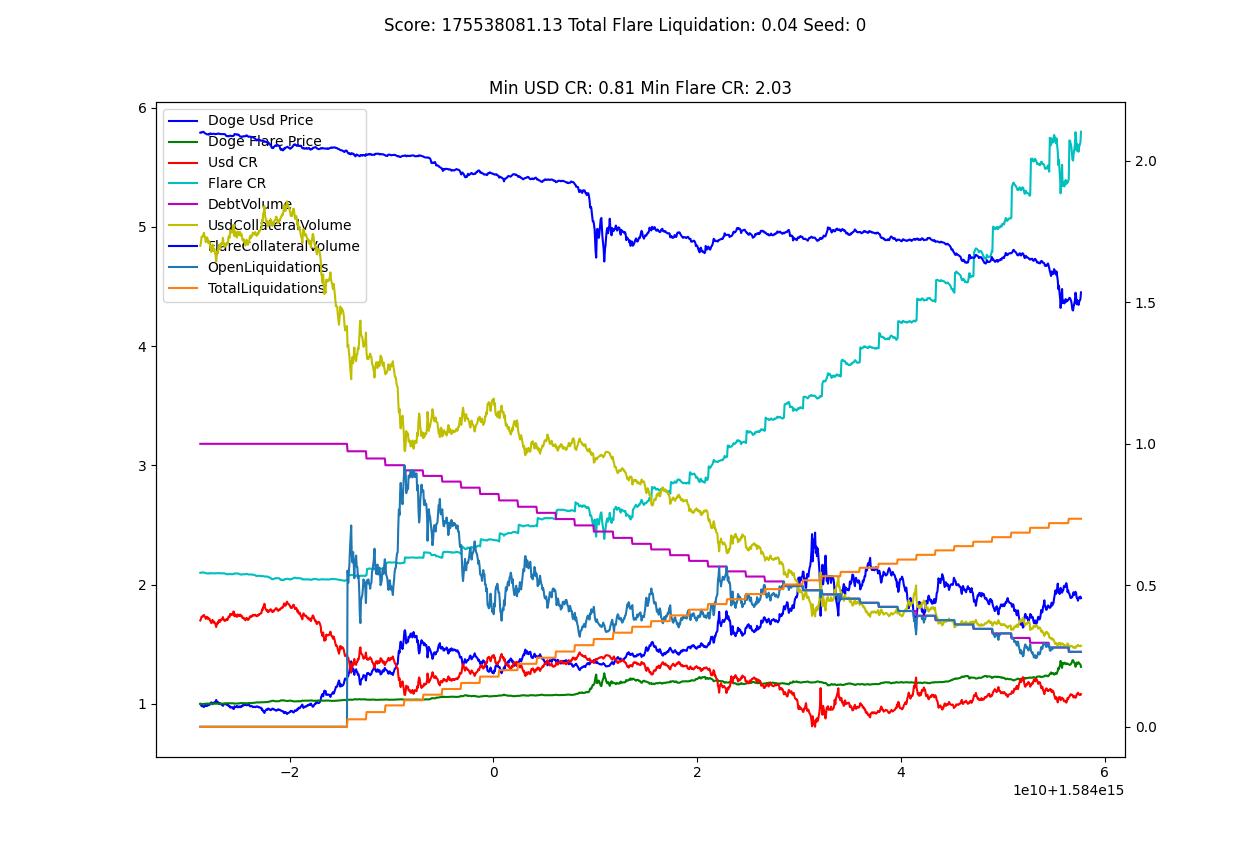 Score: 175538081.13 Total Flare Liquidation: 0.04 Seed: 0
Min USD CR: 0.81 Min Flare CR: 2.03
Doge Usd Price
Doge Flare Price
Usd CR
Flare CR
DebtVolume
UsdCollateralVolume
FlareCollateralVolume
OpenLiquidations
TotalLiquidations
6
5
4
3
2
1
2.0
1.5
1.0
0.5
0.0
−2
0
2
4
6
1e10+1.584e15